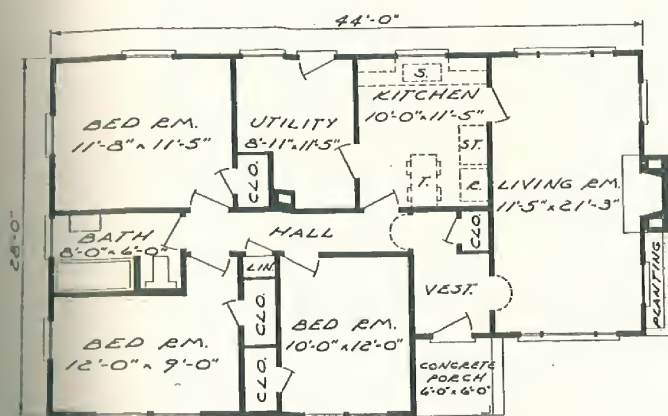 44'-0"
28'-0"
BED RM.
11'-8" x 11'-5"
CLO.
UTILITY
8'-11" x 11'-5"
S.
KITCHEN
10'-0" x 11'-5"
ST.
T.
R.
LIVING RM.
11'-5" x 21'-3"
BATH
8'-0" x 6'-0"
HALL
CLO.
LIN.
VEST.
PLANTING
BED RM.
12'-0" x 9'-0"
CLO.
CLO.
BED RM.
10'-0" x 12'-0"
CONCRETE
PORCH
6'-0" x 6'-0"